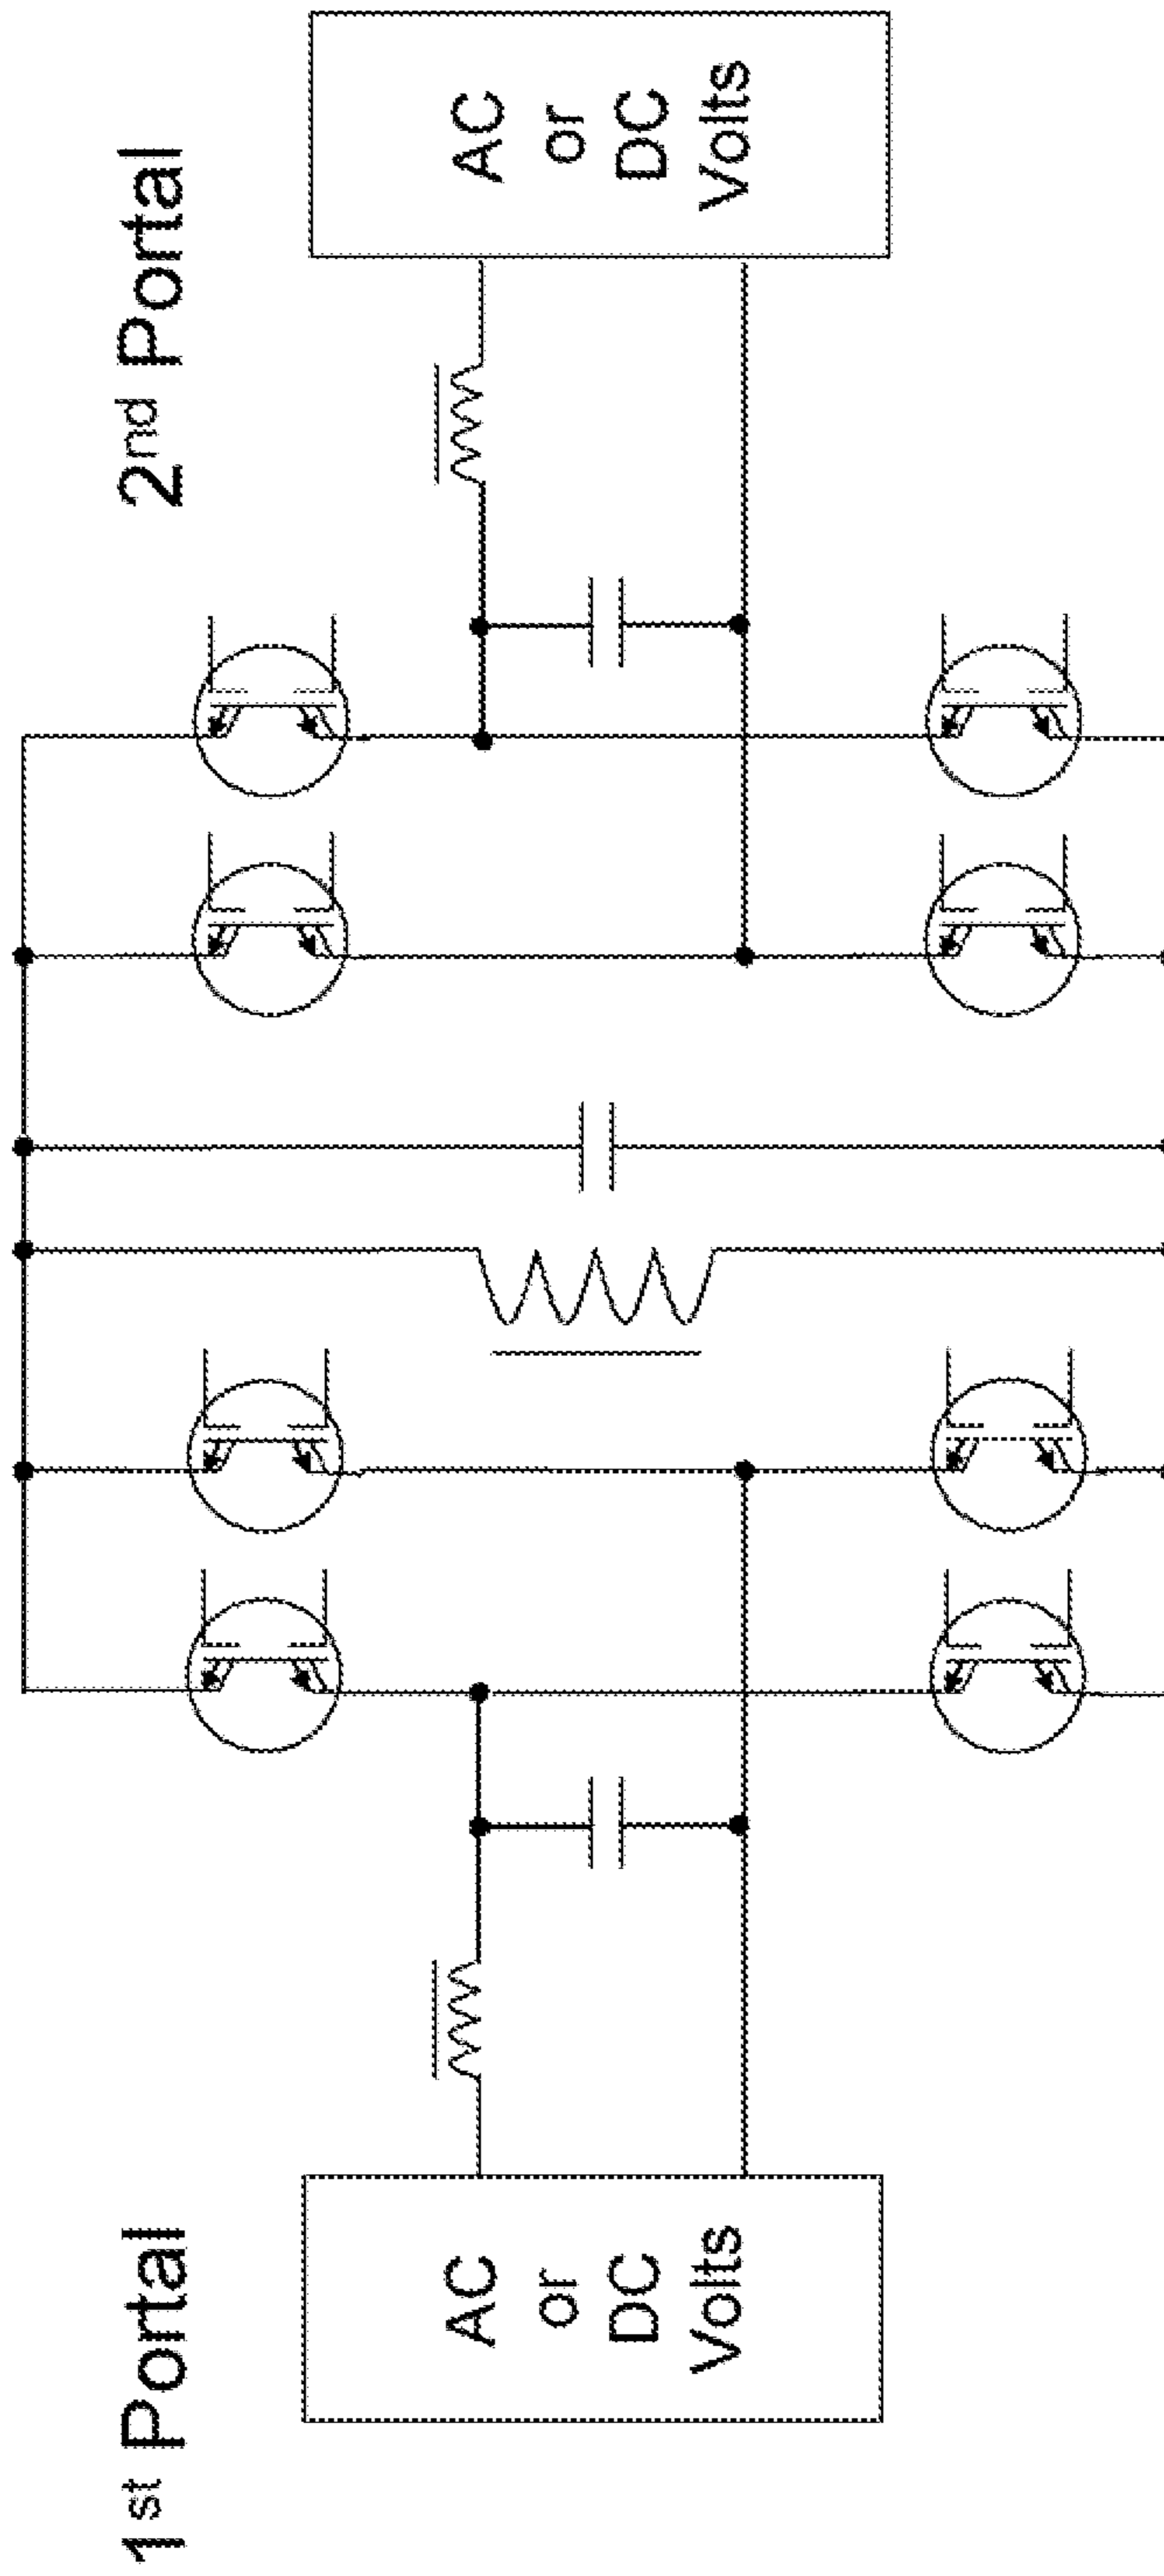 1st Portal
AC
or
DC
Volts
2nd Portal
AC
or
DC
Volts